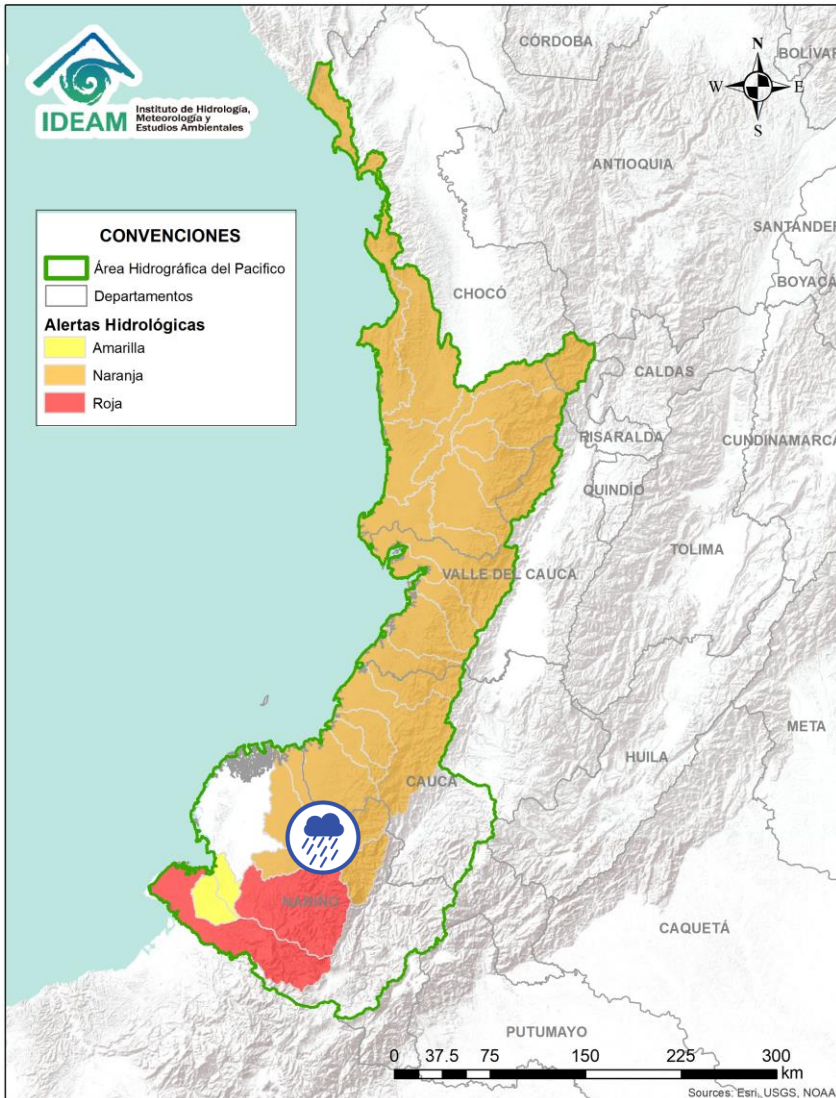 IDEAM
Instituto de Hidrología,
Meteorología y
Estudios Ambientales
CÓRDOBA
BOLÍVAR
N
W E
S
ANTIOQUIA
SANTANDER
BOYACÁ
CONVENCIONES
Área Hidrográfica del Pacifico
Departamentos
Alertas Hidrológicas
Amarilla
Naranja
Roja
CHOCÓ
CALDAS
RISARALDA
CUNDINAMARCA
QUINDÍO
TOLIMA
VALLE DEL CAUCA
META
HUILA
CAUCA
NARIÑO
CAQUETÁ
PUTUMAYO
0 37.5 75 150 225 300
km
Sources: Esri, USGS, NOAA